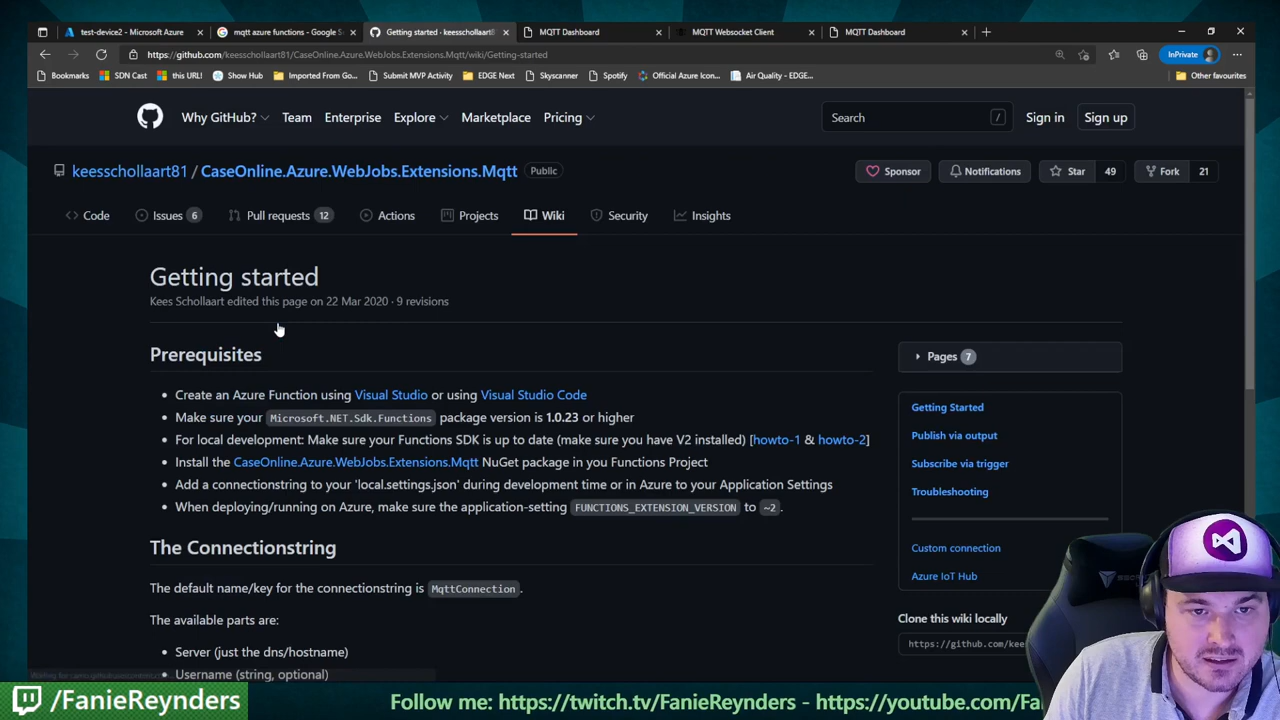 test-device2 - Microsoft Azure
mqtt azure functions - Google S
Getting started · keesschollaart8
MQTT Dashboard
MQTT Websocket Client
MQTT Dashboard
https://github.com/keesschollaart81/CaseOnline.Azure.WebJobs.Extensions.Mqtt/wiki/Getting-started
InPrivate
Bookmarks
SDN Cast
this URL!
Show Hub
Imported From Go...
Submit MVP Activity
EDGE Next
Skyscanner
Spotify
Official Azure Icon...
Air Quality - EDGE...
Other favourites
Why GitHub?
Team
Enterprise
Explore
Marketplace
Pricing
Search
/
Sign in
Sign up
keesschollaart81 / CaseOnline.Azure.WebJobs.Extensions.Mqtt
Public
Sponsor
Notifications
Star 49
Fork 21
Code
Issues 6
Pull requests 12
Actions
Projects
Wiki
Security
Insights
Getting started
Kees Schollaart edited this page on 22 Mar 2020 · 9 revisions
Prerequisites
• Create an Azure Function using Visual Studio or using Visual Studio Code
• Make sure your Microsoft.NET.Sdk.Functions package version is 1.0.23 or higher
• For local development: Make sure your Functions SDK is up to date (make sure you have V2 installed) [howto-1 & howto-2]
• Install the CaseOnline.Azure.WebJobs.Extensions.Mqtt NuGet package in you Functions Project
• Add a connectionstring to your 'local.settings.json' during development time or in Azure to your Application Settings
• When deploying/running on Azure, make sure the application-setting FUNCTIONS_EXTENSION_VERSION to ~2.
The Connectionstring
The default name/key for the connectionstring is MqttConnection.
The available parts are:
• Server (just the dns/hostname)
• Username (string, optional)
Pages 7
Getting Started
Publish via output
Subscribe via trigger
Troubleshooting
Custom connection
Azure IoT Hub
Clone this wiki locally
https://github.com/kee
/FanieReynders
Follow me: https://twitch.tv/FanieReynders - https://youtube.com/Fa